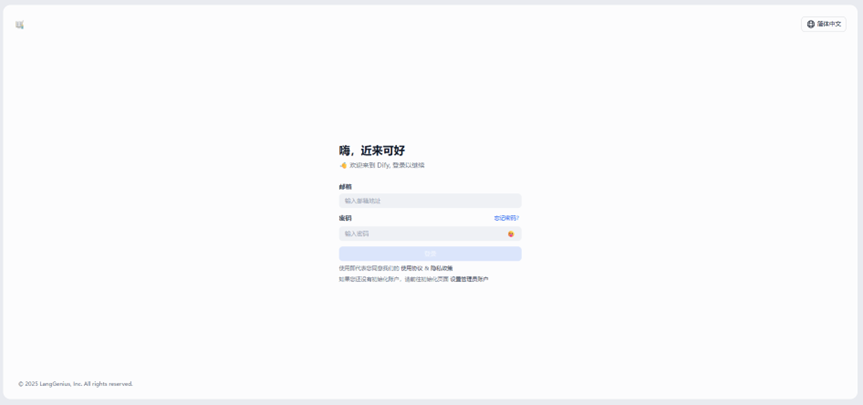 简体中文
嗨，近来可好
👋 欢迎来到 Dify, 登录以继续
邮箱
输入邮箱地址
密码 忘记密码？
输入密码
登录
使用即代表您同意我们的 使用协议 & 隐私政策
如果您还没有初始化账户，请前往初始化页面 设置管理员账户
© 2025 LangGenius, Inc. All rights reserved.